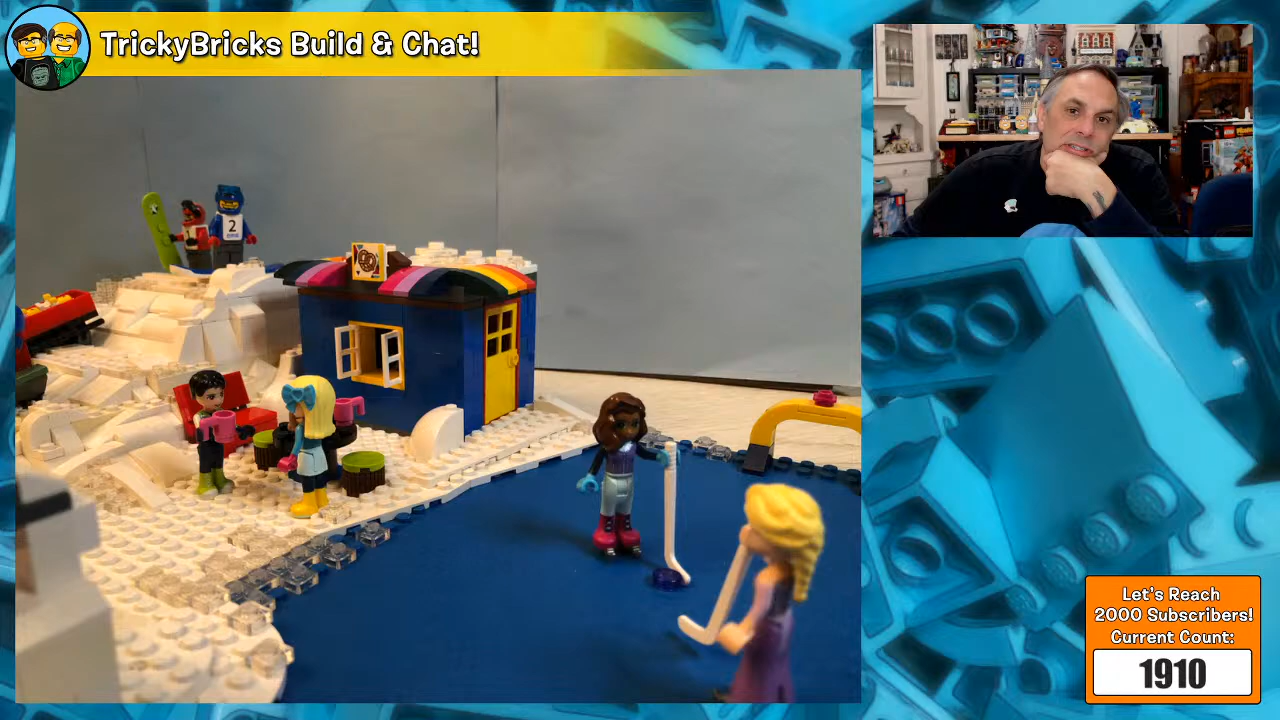 TrickyBricks Build & Chat!
2
Let's Reach
2000 Subscribers!
Current Count:
1910